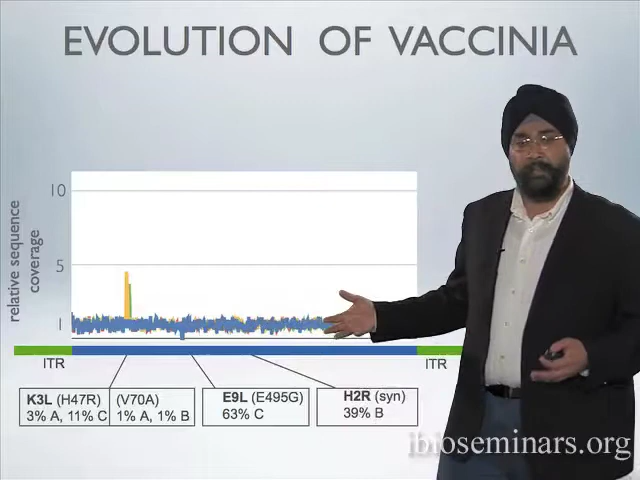 EVOLUTION OF VACCINIA
relative sequence
coverage
10
5
1
ITR
ITR
K3L (H47R)
3% A, 11% C
(V70A)
1% A, 1% B
E9L (E495G)
63% C
H2R (syn)
39% B
ibioseminars.org